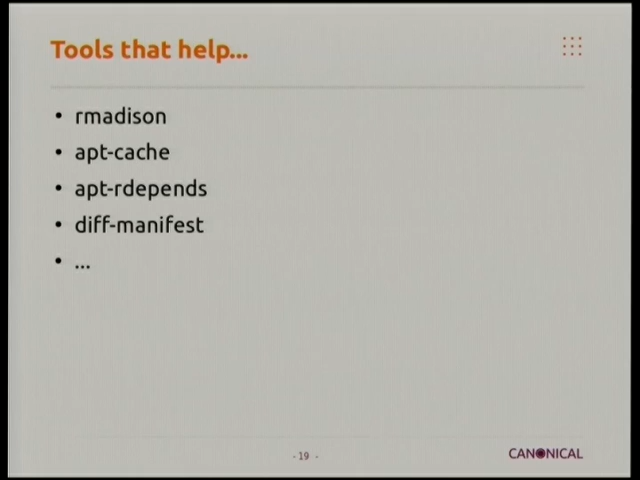 Tools that help...
• rmadison
• apt-cache
• apt-rdepends
• diff-manifest
• ...
- 19 -
CANONICAL